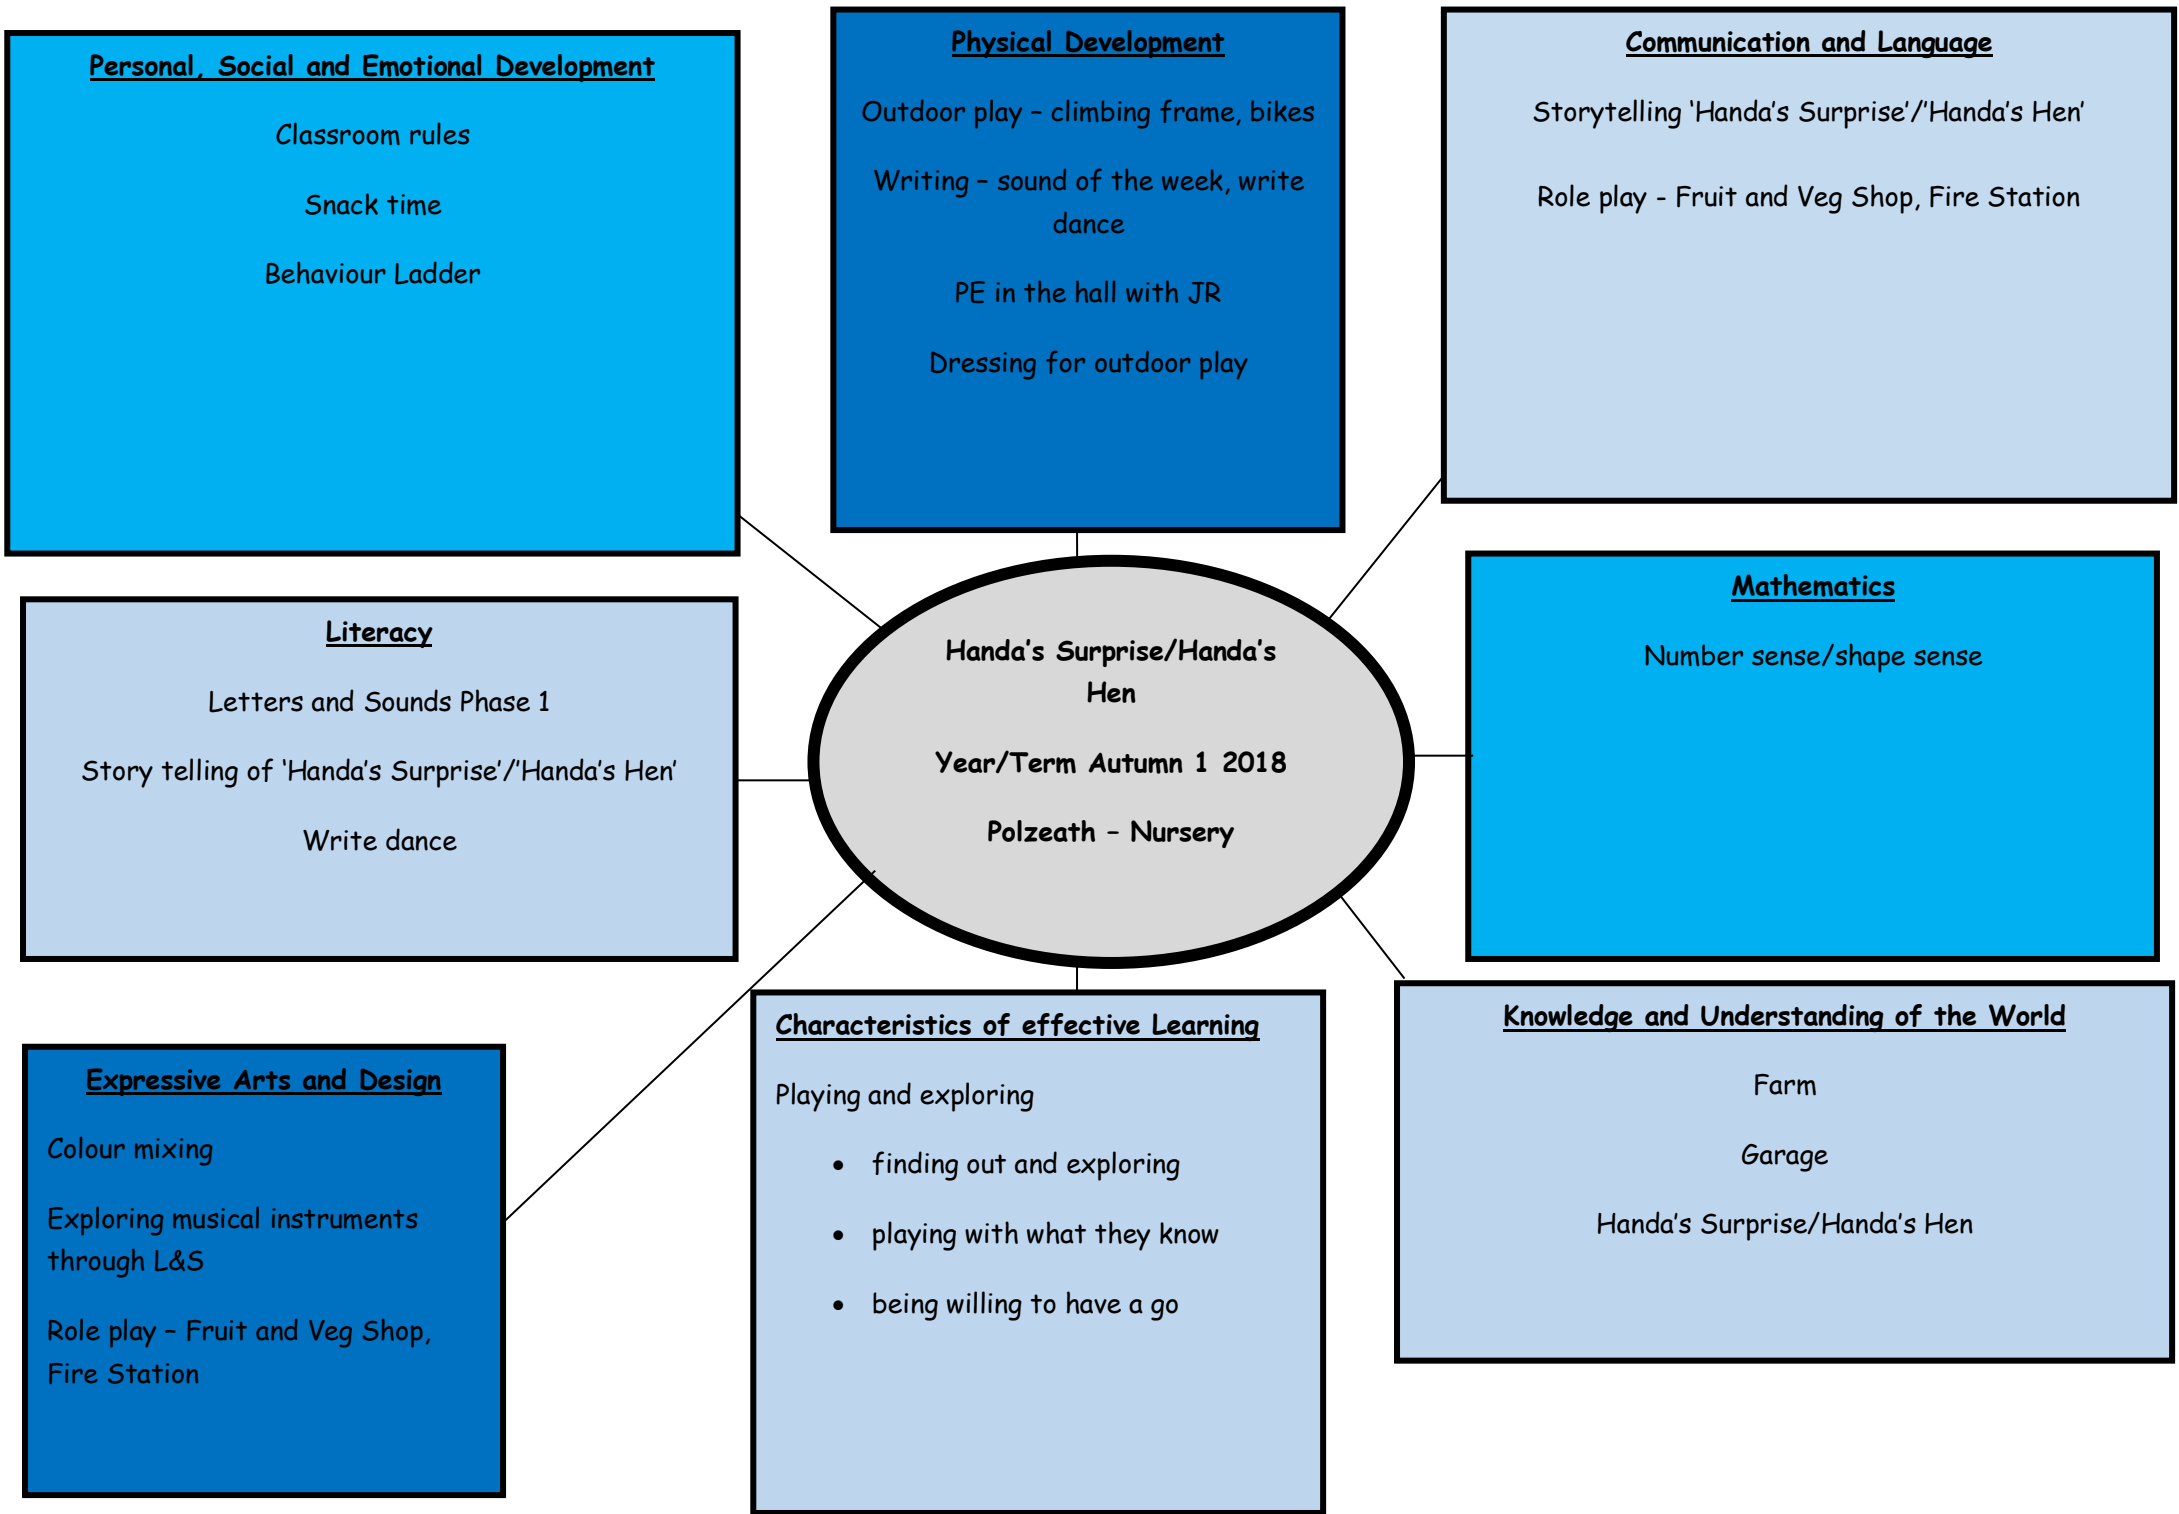 Personal, Social and Emotional Development
Classroom rules
Snack time
Behaviour Ladder
Physical Development
Outdoor play – climbing frame, bikes
Writing – sound of the week, write
dance
PE in the hall with JR
Dressing for outdoor play
Communication and Language
Storytelling ‘Handa’s Surprise’/’Handa’s Hen’
Role play - Fruit and Veg Shop, Fire Station
Literacy
Letters and Sounds Phase 1
Story telling of ‘Handa’s Surprise’/’Handa’s Hen’
Write dance
Handa’s Surprise/Handa’s
Hen
Year/Term Autumn 1 2018
Polzeath – Nursery
Mathematics
Number sense/shape sense
Expressive Arts and Design
Colour mixing
Exploring musical instruments
through L&S
Role play – Fruit and Veg Shop,
Fire Station
Characteristics of effective Learning
Playing and exploring
• finding out and exploring
• playing with what they know
• being willing to have a go
Knowledge and Understanding of the World
Farm
Garage
Handa’s Surprise/Handa’s Hen